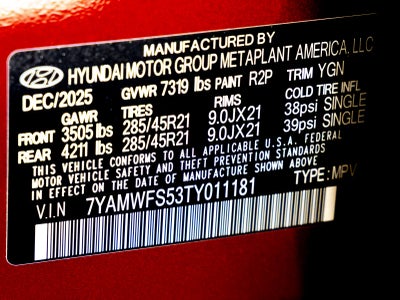 MANUFACTURED BY
HYUNDAI MOTOR GROUP METAPLANT AMERICA, LLC
DEC/2025 GVWR 7319 lbs PAINT R2P TRIM YGN
GAWR TIRES RIMS COLD TIRE INFL
FRONT 3505 lbs 285/45R21 9.0JX21 38psi SINGLE
REAR 4211 lbs 285/45R21 9.0JX21 39psi SINGLE
THIS VEHICLE CONFORMS TO ALL APPLICABLE U.S.A. FEDERAL
MOTOR VEHICLE SAFETY AND THEFT PREVENTION STANDARDS
IN EFFECT ON THE DATE OF MANUFACTURE SHOWN ABOVE.
V.I.N 7YAMWFS53TY011181 TYPE: MPV